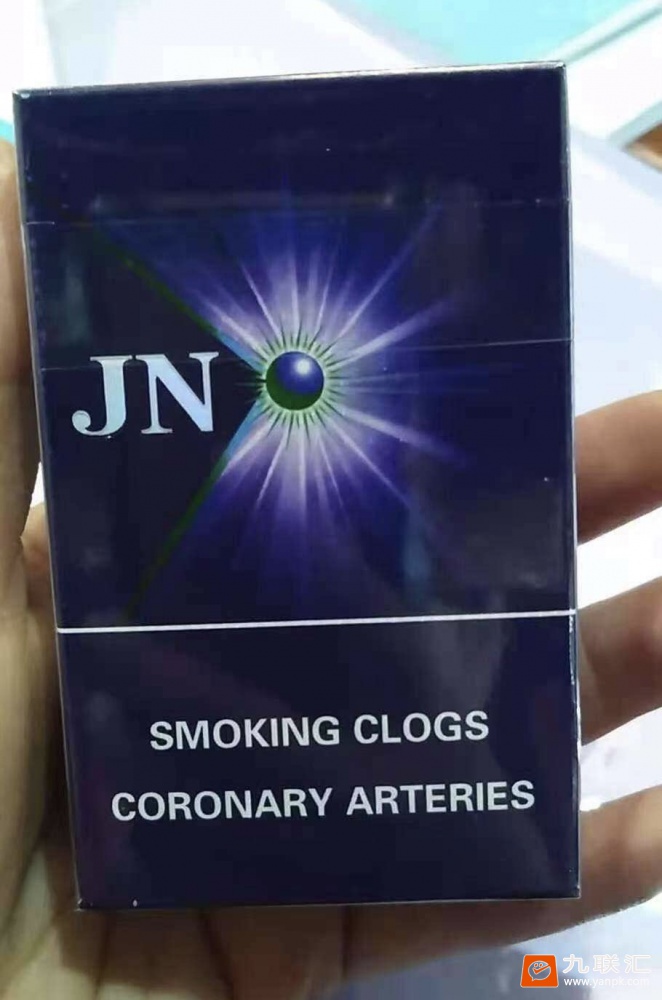 JN
SMOKING CLOGS
CORONARY ARTERIES
九联汇
www.yanpk.com